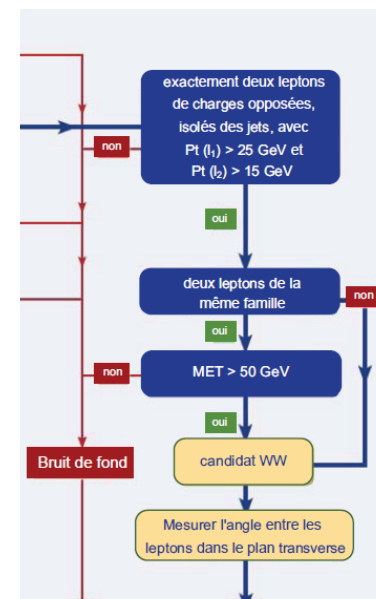 exactement deux leptons
de charges opposées,
isolés des jets, avec
Pt (l₁) > 25 GeV et
Pt (l₂) > 15 GeV
non
oui
deux leptons de la
même famille
non
oui
MET > 50 GeV
non
oui
Bruit de fond
candidat WW
Mesurer l'angle entre les
leptons dans le plan transverse